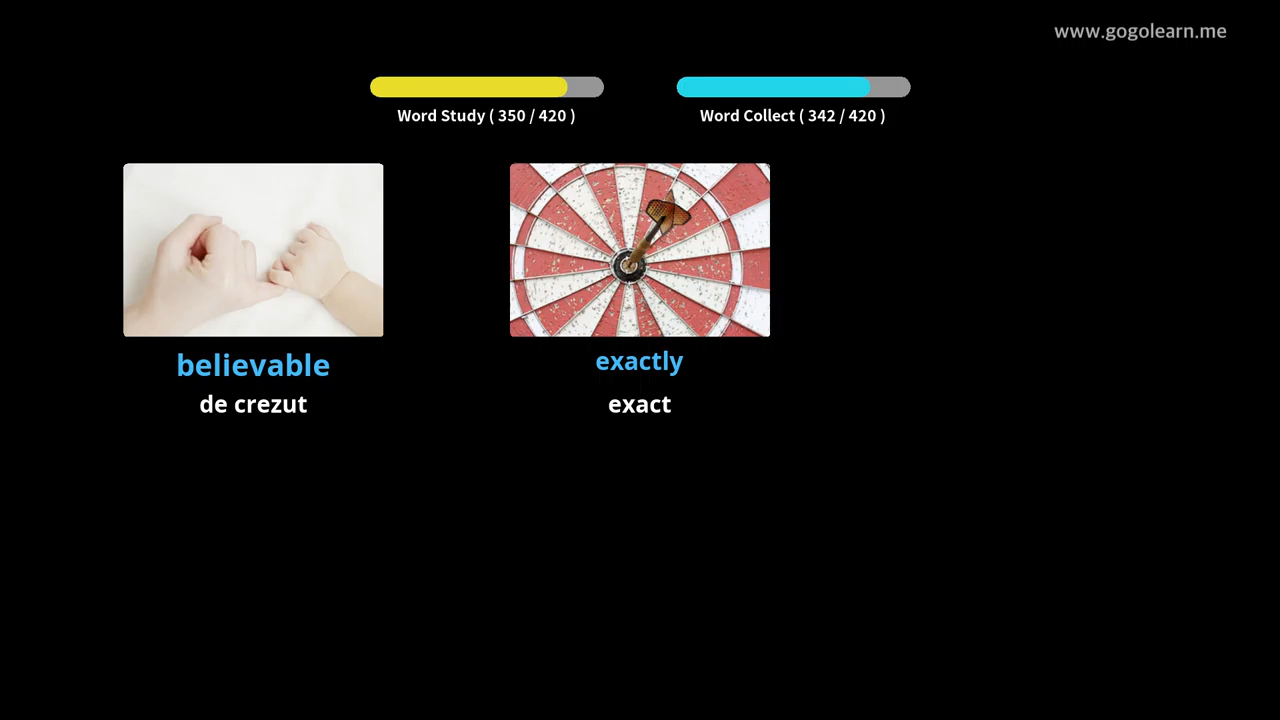 www.gogolearn.me
Word Study ( 350 / 420 )
Word Collect ( 342 / 420 )
believable
de crezut
exactly
exact